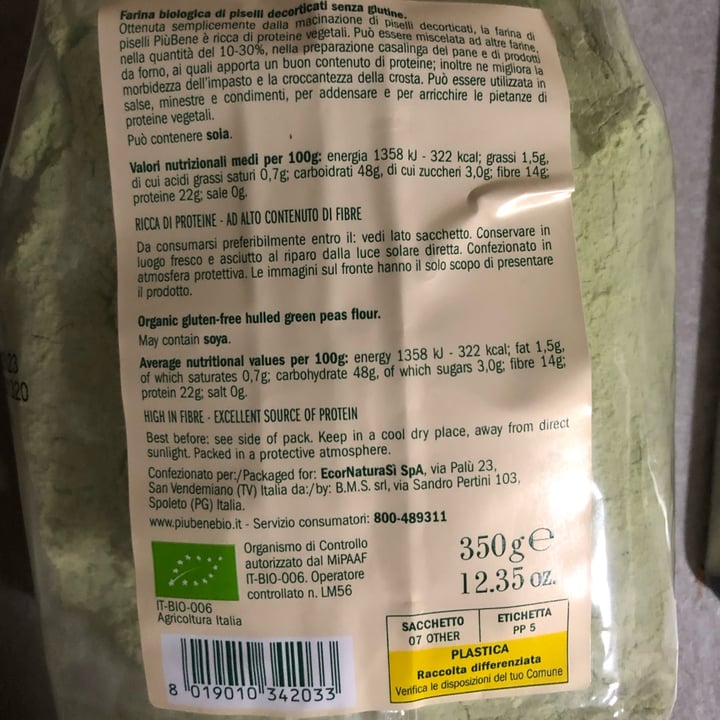 Farina biologica di piselli decorticati senza glutine.
Ottenuta semplicemente dalla macinazione di piselli decorticati, la farina di
piselli PiùBene è ricca di proteine vegetali. Può essere miscelata ad altre farine,
nella quantità del 10-30%, nella preparazione casalinga del pane e di prodotti
da forno, ai quali apporta un buon contenuto di proteine; inoltre ne migliora la
morbidezza dell'impasto e la croccantezza della crosta. Può essere utilizzata in
salse, minestre e condimenti, per addensare e per arricchire le pietanze di
proteine vegetali.
Può contenere soia.
Valori nutrizionali medi per 100g: energia 1358 kJ - 322 kcal; grassi 1,5g,
di cui acidi grassi saturi 0,7g; carboidrati 48g, di cui zuccheri 3,0g; fibre 14g;
proteine 22g; sale 0g.
RICCA DI PROTEINE - AD ALTO CONTENUTO DI FIBRE
Da consumarsi preferibilmente entro il: vedi lato sacchetto. Conservare in
luogo fresco e asciutto al riparo dalla luce solare diretta. Confezionato in
atmosfera protettiva. Le immagini sul fronte hanno il solo scopo di presentare
il prodotto.
Organic gluten-free hulled green peas flour.
May contain soya.
Average nutritional values per 100g: energy 1358 kJ - 322 kcal; fat 1,5g,
of which saturates 0,7g; carbohydrate 48g, of which sugars 3,0g; fibre 14g;
protein 22g; salt 0g.
HIGH IN FIBRE - EXCELLENT SOURCE OF PROTEIN
Best before: see side of pack. Keep in a cool dry place, away from direct
sunlight. Packed in a protective atmosphere.
Confezionato per:/Packaged for: EcorNaturaSì SpA, via Palù 23,
San Vendemiano (TV) Italia da:/by: B.M.S. srl, via Sandro Pertini 103,
Spoleto (PG) Italia.
www.piubenebio.it - Servizio consumatori: 800-489311
Organismo di Controllo
autorizzato dal MiPAAF
IT-BIO-006. Operatore
controllato n. LM56
IT-BIO-006
Agricoltura Italia
350g℮
12.35 oz.
SACCHETTO
07 OTHER
ETICHETTA
PP 5
PLASTICA
Raccolta differenziata
Verifica le disposizioni del tuo Comune
8 019010 342033